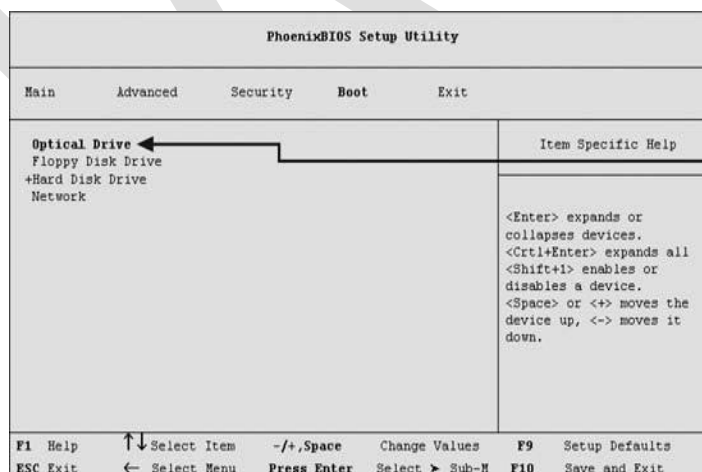 PhoenixBIOS Setup Utility
Main Advanced Security Boot Exit
Optical Drive
Floppy Disk Drive
+Hard Disk Drive
Network
Item Specific Help
<Enter> expands or
collapses devices.
<Crtl+Enter> expands all
<Shift+1> enables or
disables a device.
<Space> or <+> moves the
device up, <-> moves it
down.
F1 Help ↑↓ Select Item -/+,Space Change Values F9 Setup Defaults
ESC Exit ← Select Menu Press Enter Select ➤ Sub-M F10 Save and Exit